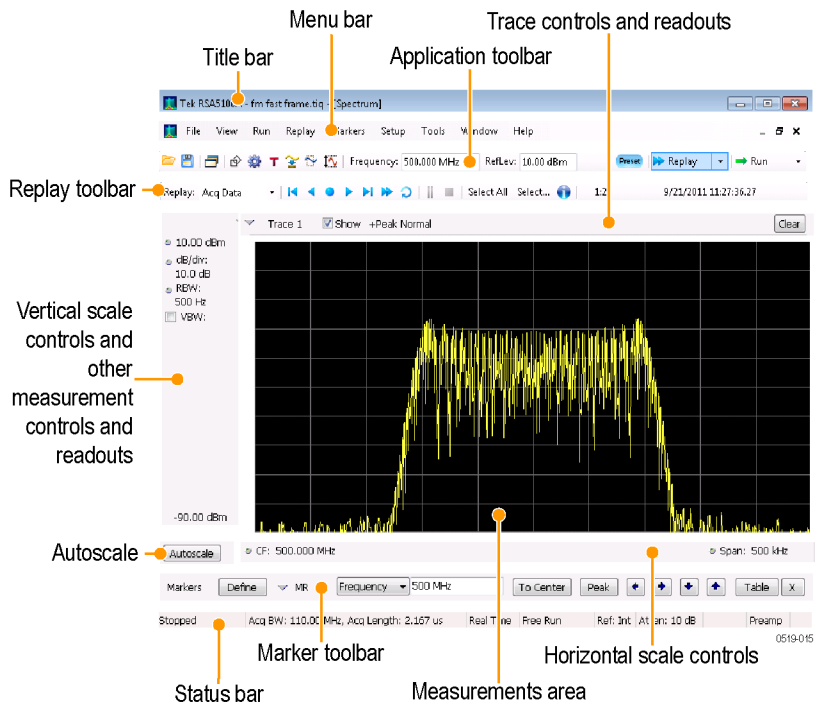 Menu bar
Trace controls and readouts
Title bar
Application toolbar
Tek RSA510 - fm fast frame.tiq - [Spectrum]
File View Run Replay Markers Setup Tools Window Help
Frequency: 500.000 MHz RefLev: 10.00 dBm Preset Replay Run
Replay toolbar
Replay: Acq Data Select All Select... 1:2 9/21/2011 11:27:36.27
Trace 1 Show +Peak Normal Clear
10.00 dBm
dB/div:
10.0 dB
RBW:
500 Hz
VBW:
Vertical scale
controls and
other
measurement
controls and
readouts
-90.00 dBm
Autoscale
Autoscale CF: 500.000 MHz Span: 500 kHz
Markers Define MR Frequency 500 MHz To Center Peak Table X
Stopped Acq BW: 110.00 MHz, Acq Length: 2.167 us Real Time Free Run Ref: Int Atten: 10 dB Preamp
0519-015
Marker toolbar
Horizontal scale controls
Status bar
Measurements area